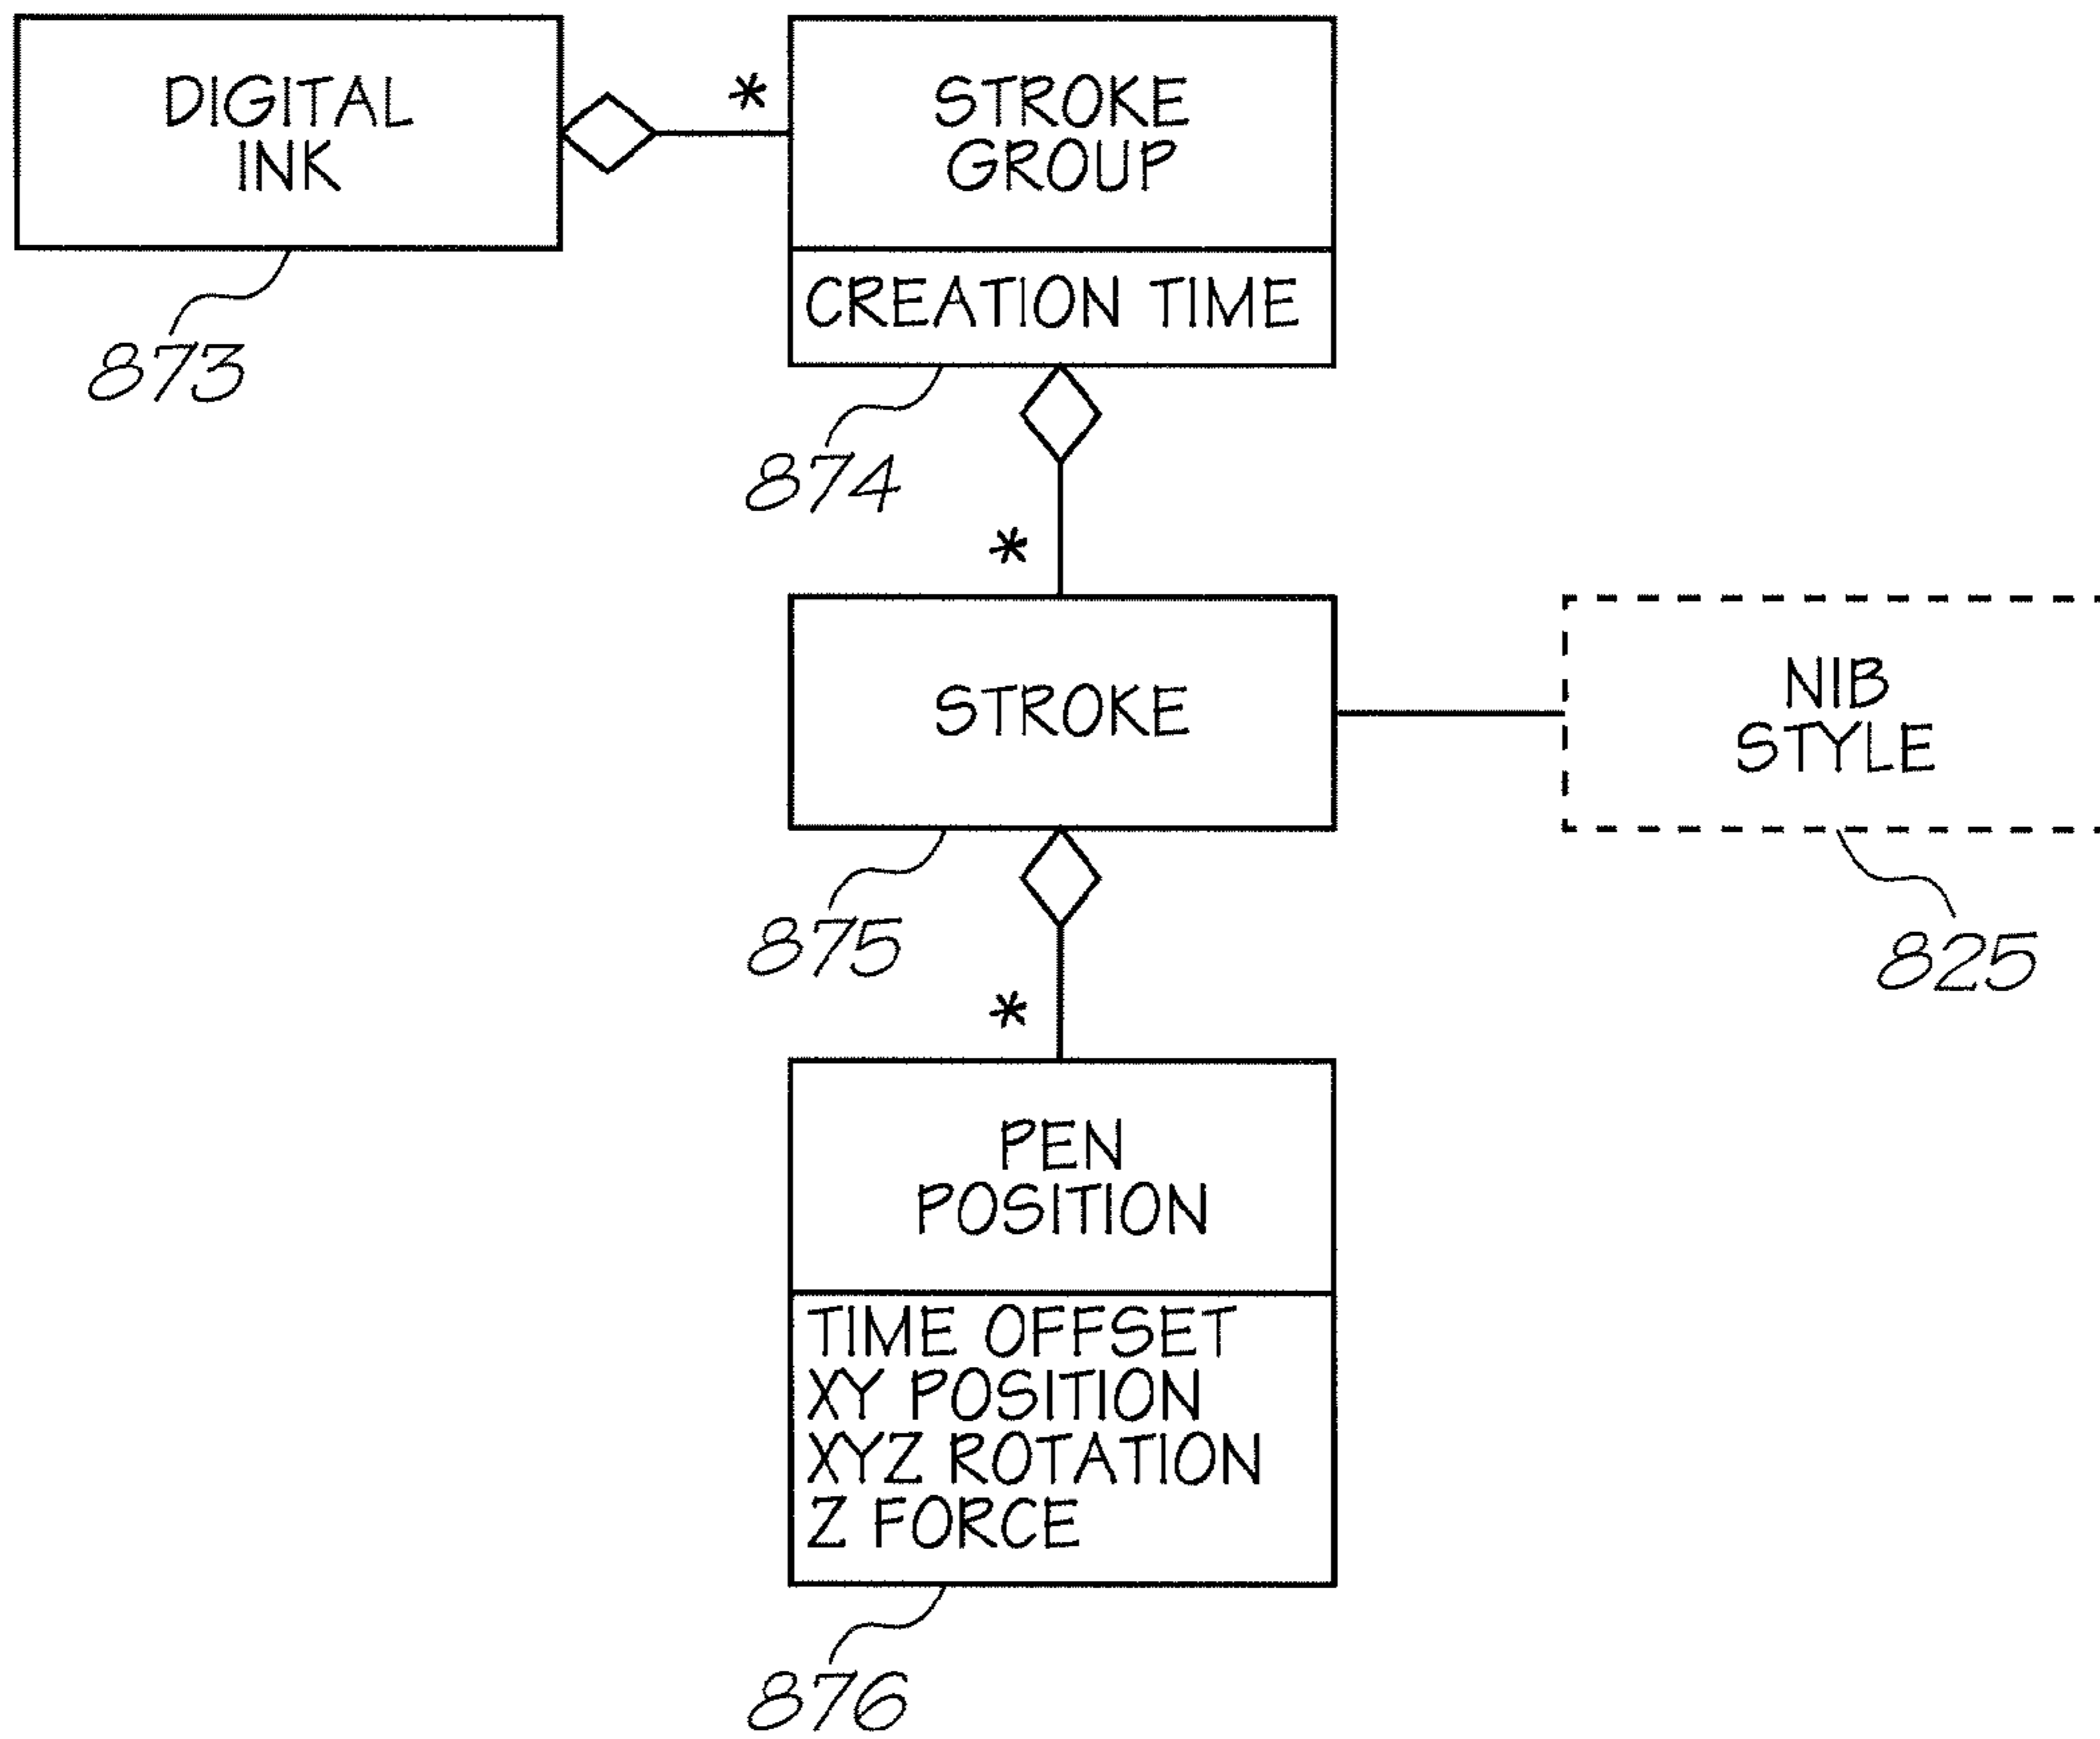 DIGITAL
INK
*
STROKE
GROUP
CREATION TIME
873
874
*
STROKE
NIB
STYLE
875
825
*
PEN
POSITION
TIME OFFSET
XY POSITION
XYZ ROTATION
Z FORCE
876